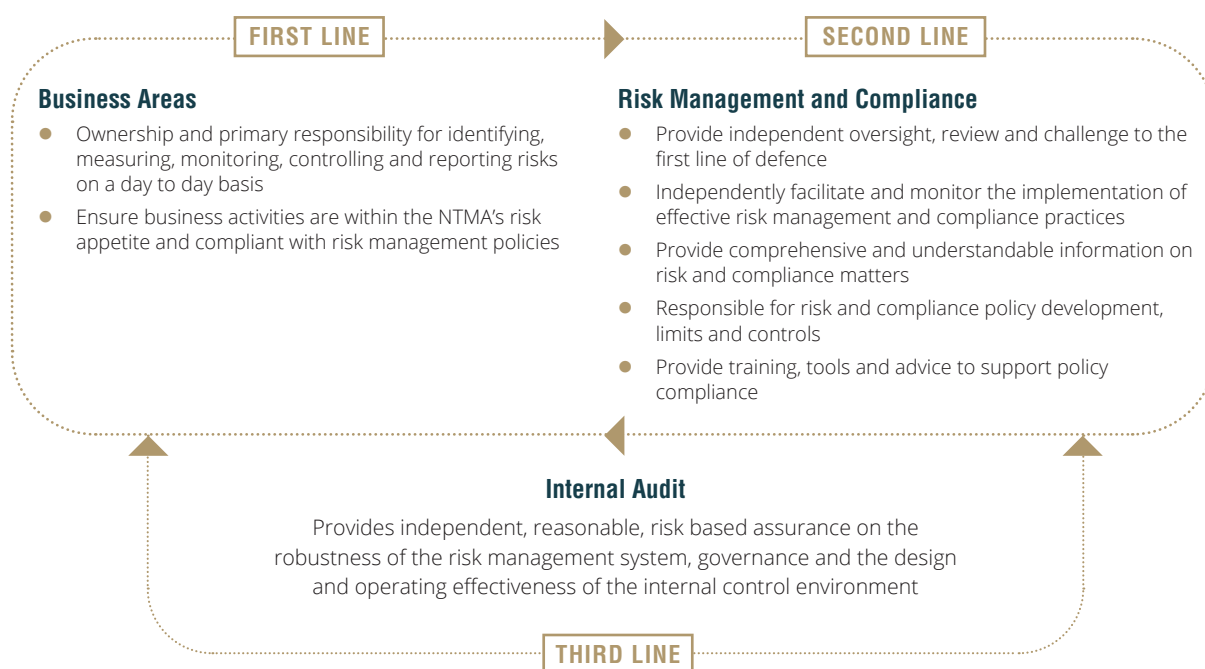 FIRST LINE
SECOND LINE
Business Areas
Ownership and primary responsibility for identifying,
measuring, monitoring, controlling and reporting risks
on a day to day basis
Ensure business activities are within the NTMA’s risk
appetite and compliant with risk management policies
Risk Management and Compliance
Provide independent oversight, review and challenge to the
first line of defence
Independently facilitate and monitor the implementation of
effective risk management and compliance practices
Provide comprehensive and understandable information on
risk and compliance matters
Responsible for risk and compliance policy development,
limits and controls
Provide training, tools and advice to support policy
compliance
Internal Audit
Provides independent, reasonable, risk based assurance on the
robustness of the risk management system, governance and the design
and operating effectiveness of the internal control environment
THIRD LINE